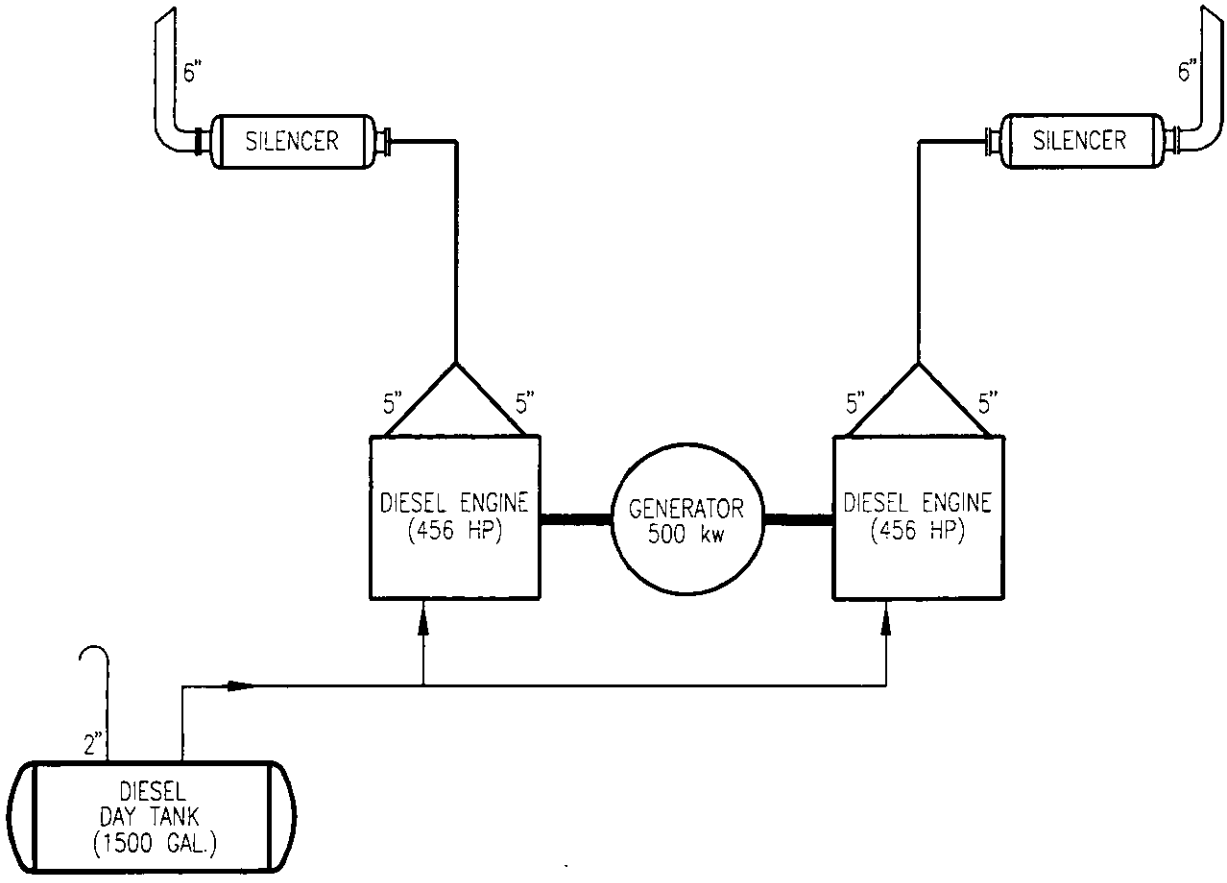 6"
6"
SILENCER
SILENCER
5"
5"
5"
5"
DIESEL ENGINE
(456 HP)
GENERATOR
500 kw
DIESEL ENGINE
(456 HP)
2"
DIESEL
DAY TANK
(1500 GAL.)